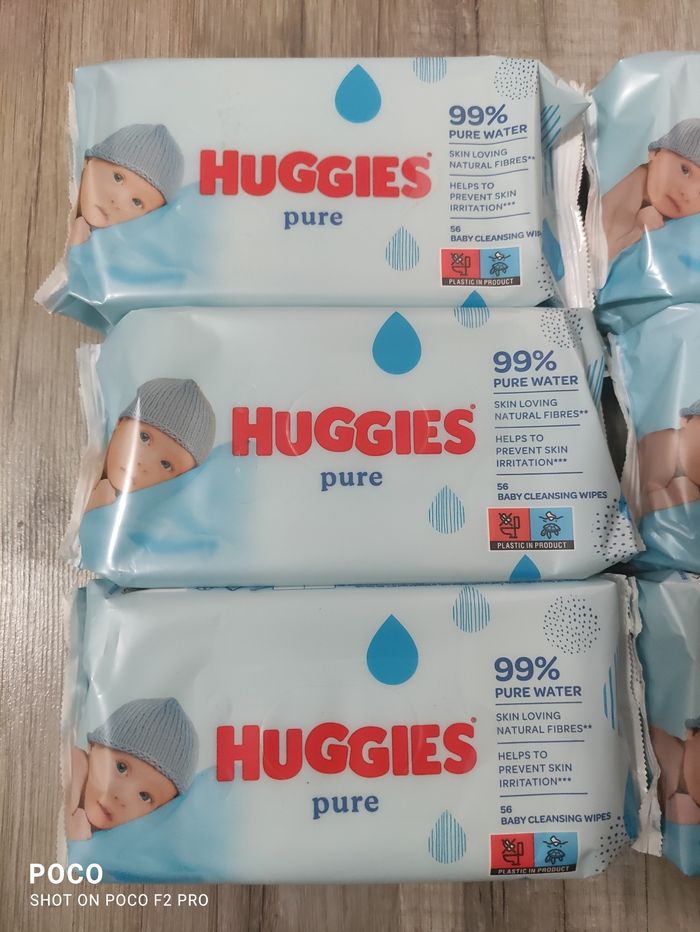 99%
PURE WATER
SKIN LOVING
NATURAL FIBRES**
HUGGIES®
pure
HELPS TO
PREVENT SKIN
IRRITATION***
56
BABY CLEANSING
PLASTIC IN PRODUCT
99%
PURE WATER
SKIN LOVING
NATURAL FIBRES**
HUGGIES®
pure
HELPS TO
PREVENT SKIN
IRRITATION***
56
BABY CLEANSING WIPES
PLASTIC IN PRODUCT
99%
PURE WATER
SKIN LOVING
NATURAL FIBRES**
HUGGIES®
pure
HELPS TO
PREVENT SKIN
IRRITATION***
56
BABY CLEANSING WIPES
PLASTIC IN PRODUCT
POCO
SHOT ON POCO F2 PRO